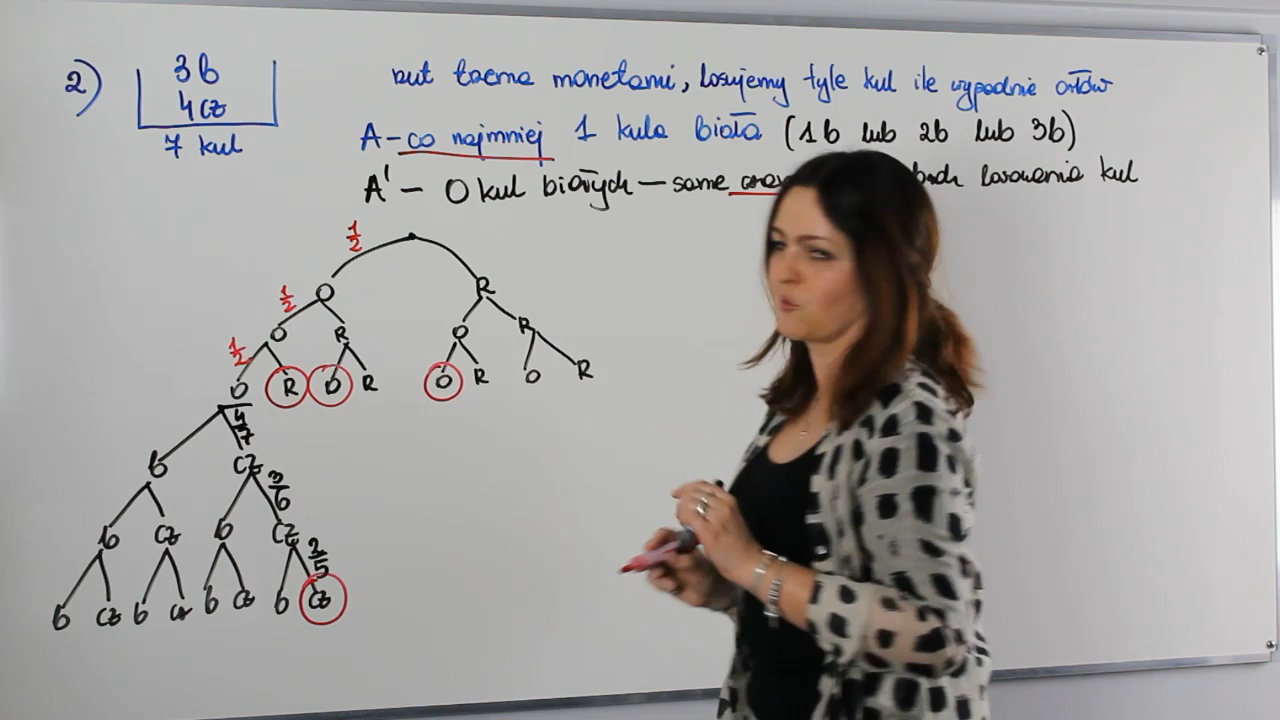 2) 3b
4cz
7 kul
rzut trzema monetami, losujemy tyle kul ile wypadnie orłów
A - co najmniej 1 kula biała (1b lub 2b lub 3b)
A' - 0 kul białych - same losowania kul
1/2
1/2 O R
1/2 O R O R
O R O R O R O R
4/7
b cz
3/6
b cz b cz
2/5
b cz b cz b cz b cz